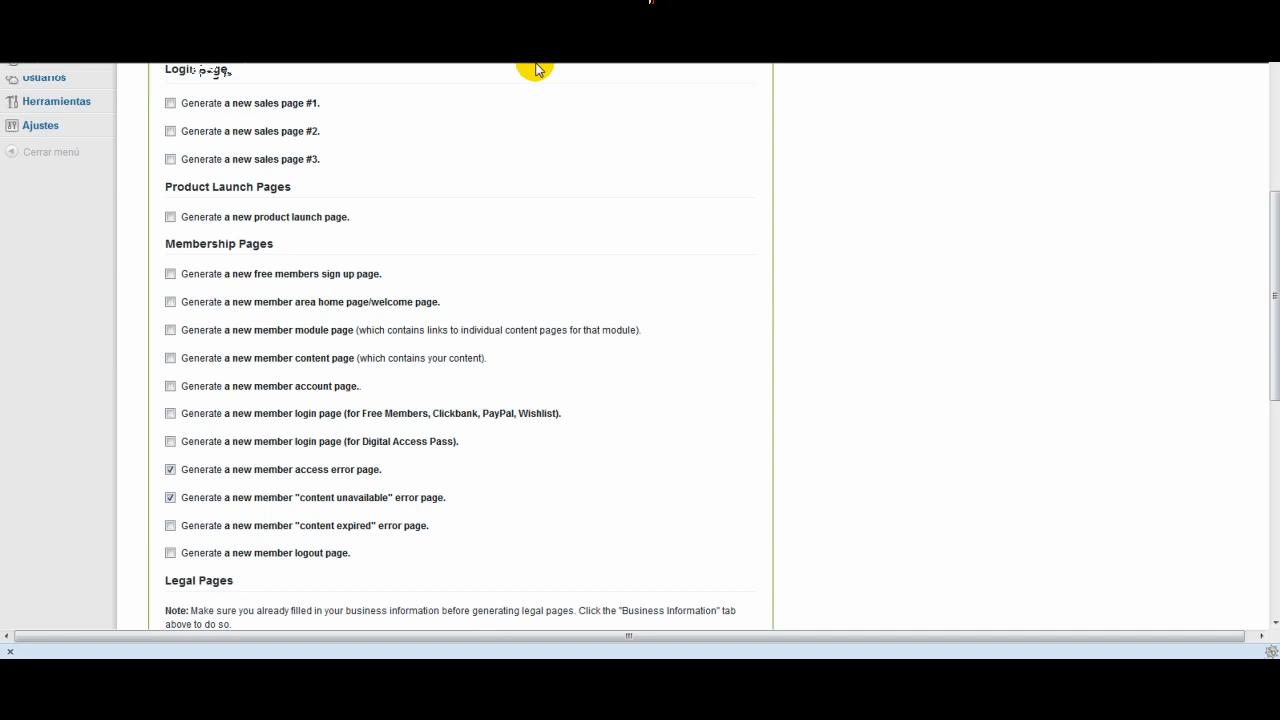 Usuarios
Herramientas
Ajustes
Cerrar menú
Generate a new sales page #1.
Generate a new sales page #2.
Generate a new sales page #3.
Product Launch Pages
Generate a new product launch page.
Membership Pages
Generate a new free members sign up page.
Generate a new member area home page/welcome page.
Generate a new member module page (which contains links to individual content pages for that module).
Generate a new member content page (which contains your content).
Generate a new member account page..
Generate a new member login page (for Free Members, Clickbank, PayPal, Wishlist).
Generate a new member login page (for Digital Access Pass).
Generate a new member access error page.
Generate a new member "content unavailable" error page.
Generate a new member "content expired" error page.
Generate a new member logout page.
Legal Pages
Note: Make sure you already filled in your business information before generating legal pages. Click the "Business Information" tab
above to do so.